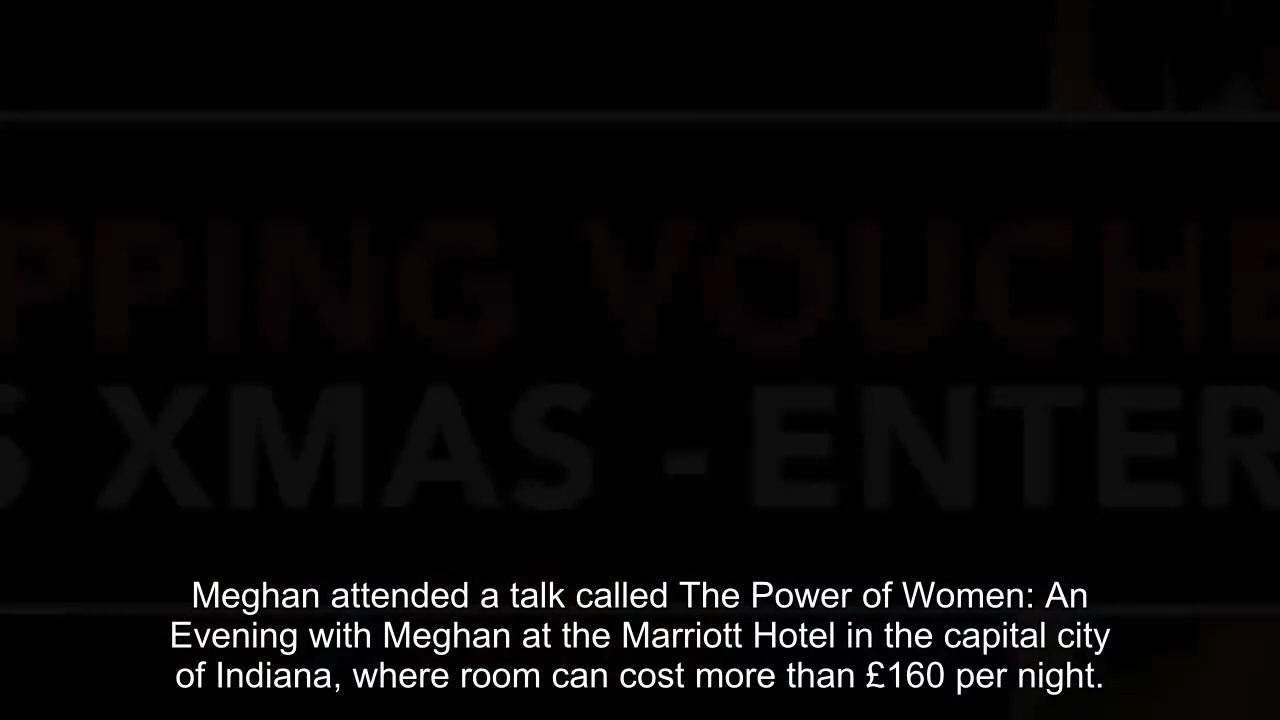 PPING VOUCHE
S XMAS - ENTER
Meghan attended a talk called The Power of Women: An
Evening with Meghan at the Marriott Hotel in the capital city
of Indiana, where room can cost more than £160 per night.